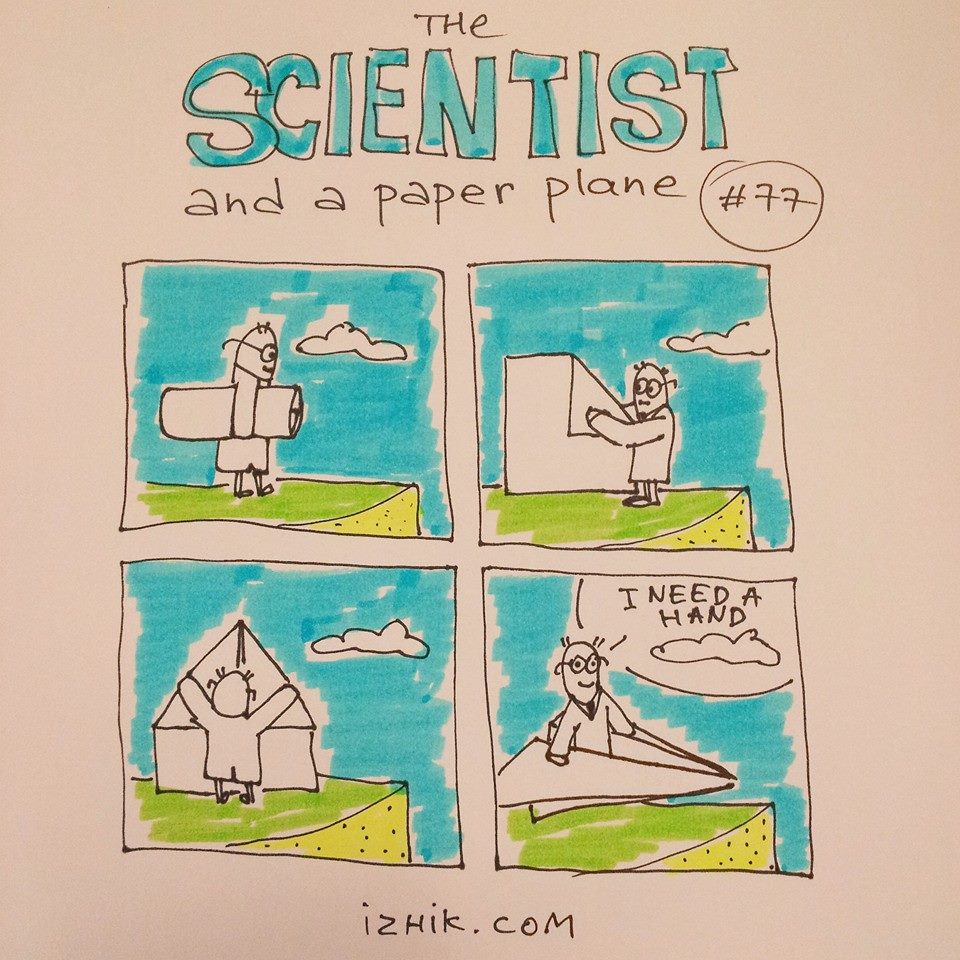 THe
SCIENTIST
and a paper plane
#77
I NEED A
HAND
izHik.COM